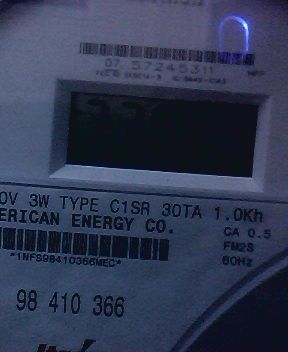 07 57245311
0V 3W TYPE C1SR 30TA 1.0Kh
ERICAN ENERGY CO.
CA 0.5
FM2S
60Hz
*1NFS98410366MEC*
98 410 366